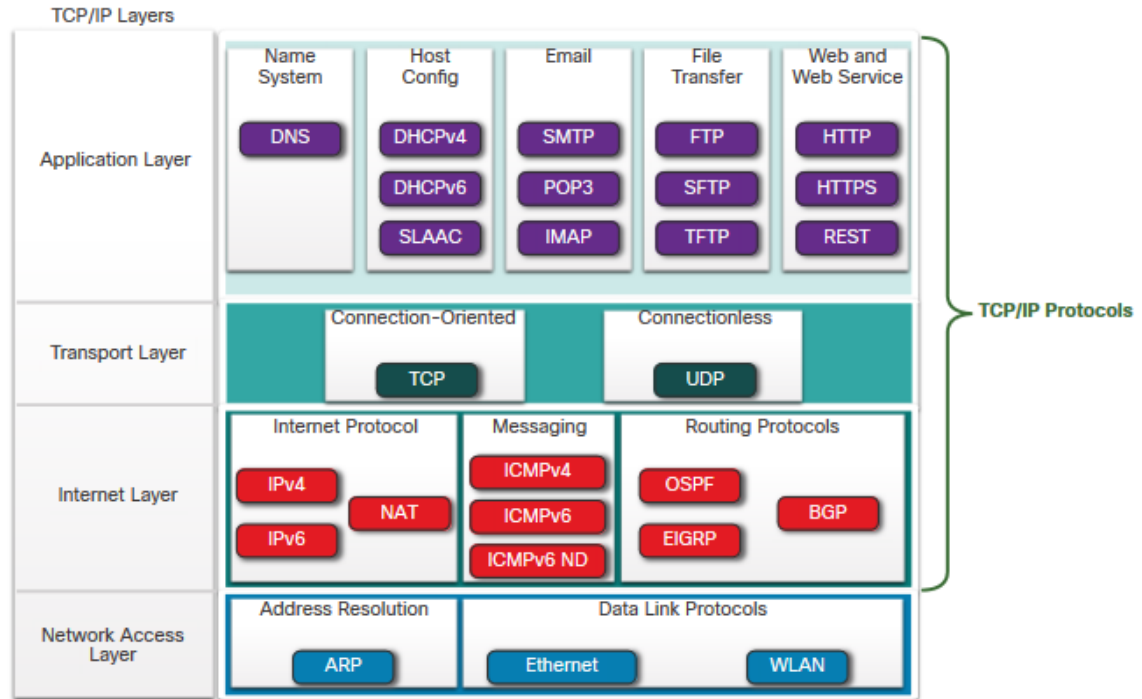 TCP/IP Layers
Application Layer
Name
System
DNS
Host
Config
DHCPv4
DHCPv6
SLAAC
Email
SMTP
POP3
IMAP
File
Transfer
FTP
SFTP
TFTP
Web and
Web Service
HTTP
HTTPS
REST
TCP/IP Protocols
Transport Layer
Connection-Oriented
TCP
Connectionless
UDP
Internet Layer
Internet Protocol
IPv4
NAT
IPv6
Messaging
ICMPv4
ICMPv6
ICMPv6 ND
Routing Protocols
OSPF
BGP
EIGRP
Network Access
Layer
Address Resolution
ARP
Data Link Protocols
Ethernet
WLAN